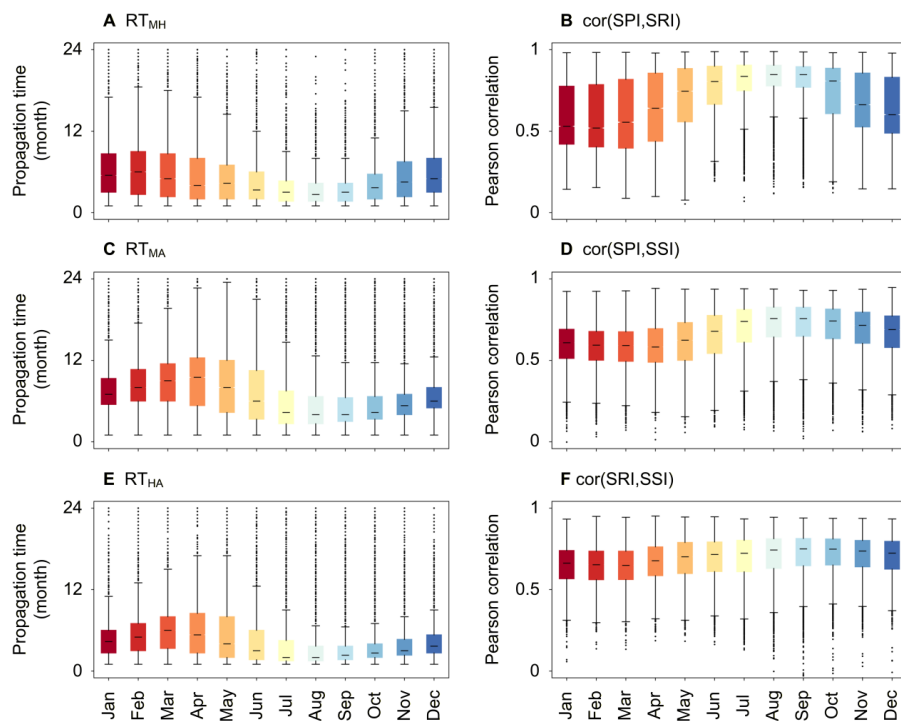 A RT_MH
B cor(SPI,SRI)
Propagation time
(month)
24
12
0
Pearson correlation
1
0.5
0
C RT_MA
D cor(SPI,SSI)
Propagation time
(month)
24
12
0
Pearson correlation
1
0.5
0
E RT_HA
F cor(SRI,SSI)
Propagation time
(month)
24
12
0
Pearson correlation
1
0.5
0
Jan Feb Mar Apr May Jun Jul Aug Sep Oct Nov Dec
Jan Feb Mar Apr May Jun Jul Aug Sep Oct Nov Dec